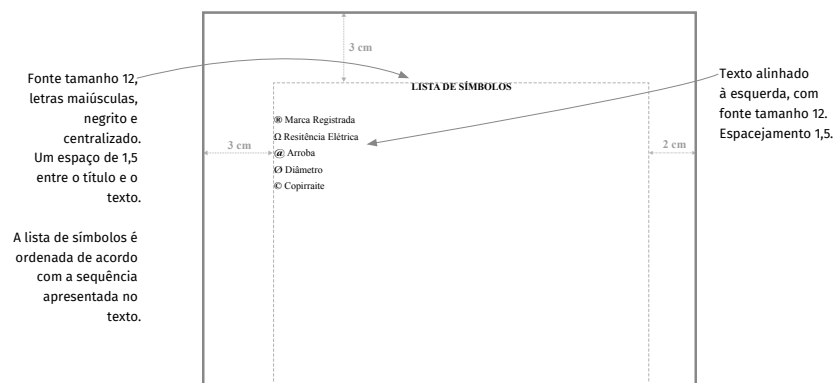 3 cm
Fonte tamanho 12,
letras maiúsculas,
negrito e
centralizado.
Um espaço de 1,5
entre o título e o
texto.
A lista de símbolos é
ordenada de acordo
com a sequência
apresentada no
texto.
LISTA DE SÍMBOLOS
® Marca Registrada
Ω Resitência Elétrica
@ Arroba
Ø Diâmetro
© Copirraite
3 cm
2 cm
Texto alinhado
à esquerda, com
fonte tamanho 12.
Espacejamento 1,5.